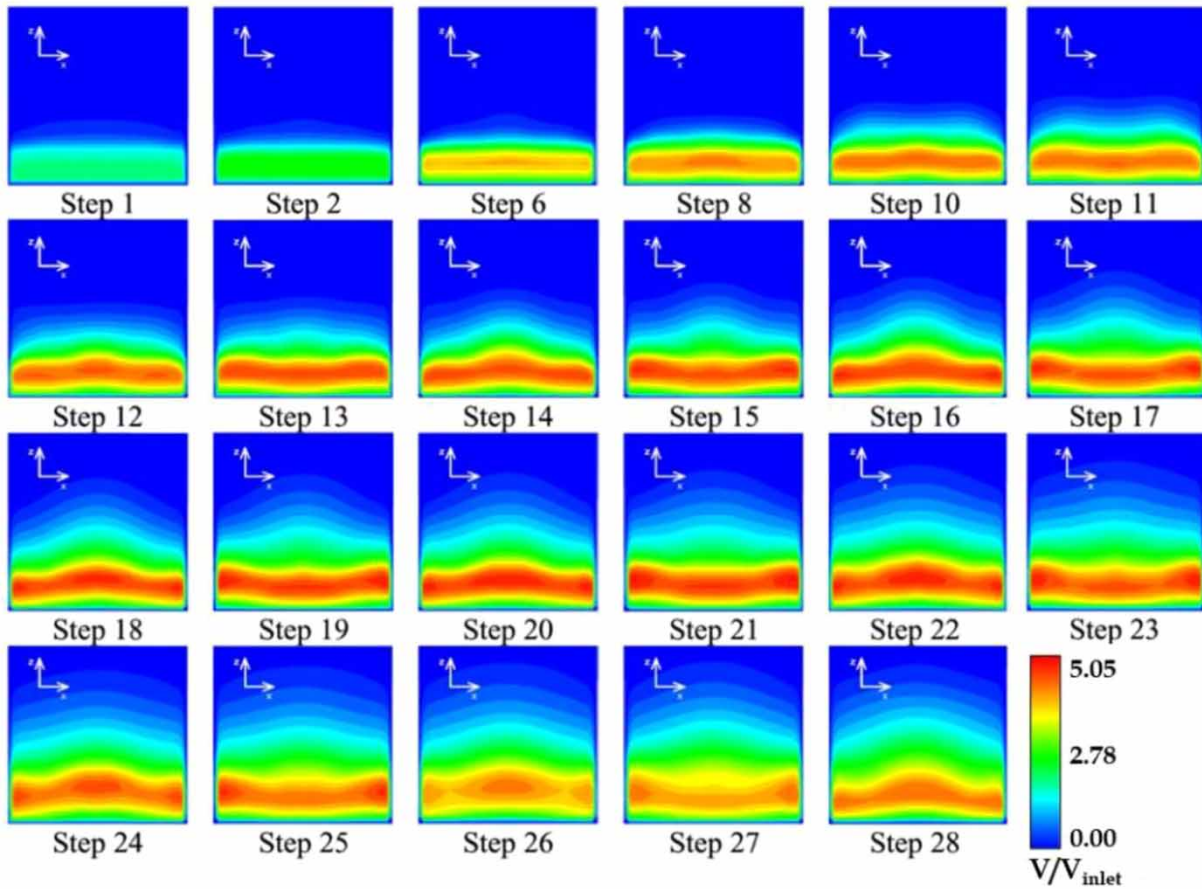 z x z x z x z x z x z x
Step 1 Step 2 Step 6 Step 8 Step 10 Step 11
z x z x z x z x z x z x
Step 12 Step 13 Step 14 Step 15 Step 16 Step 17
z x z x z x z x z x z x
Step 18 Step 19 Step 20 Step 21 Step 22 Step 23
z x z x z x z x z x
5.05
2.78
0.00
Step 24 Step 25 Step 26 Step 27 Step 28
V/V_inlet